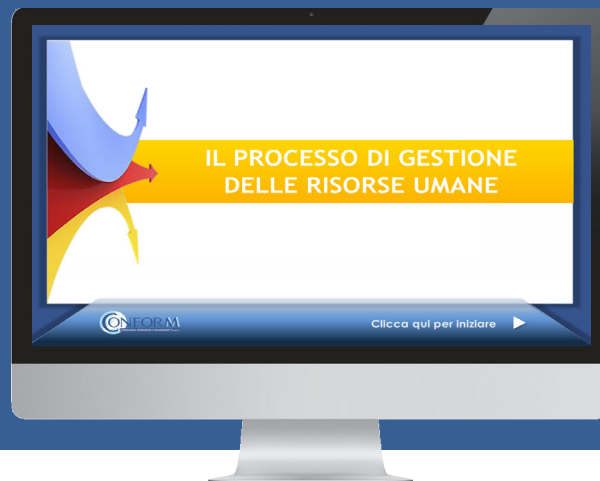 IL PROCESSO DI GESTIONE
DELLE RISORSE UMANE
CONFORM
Clicca qui per iniziare